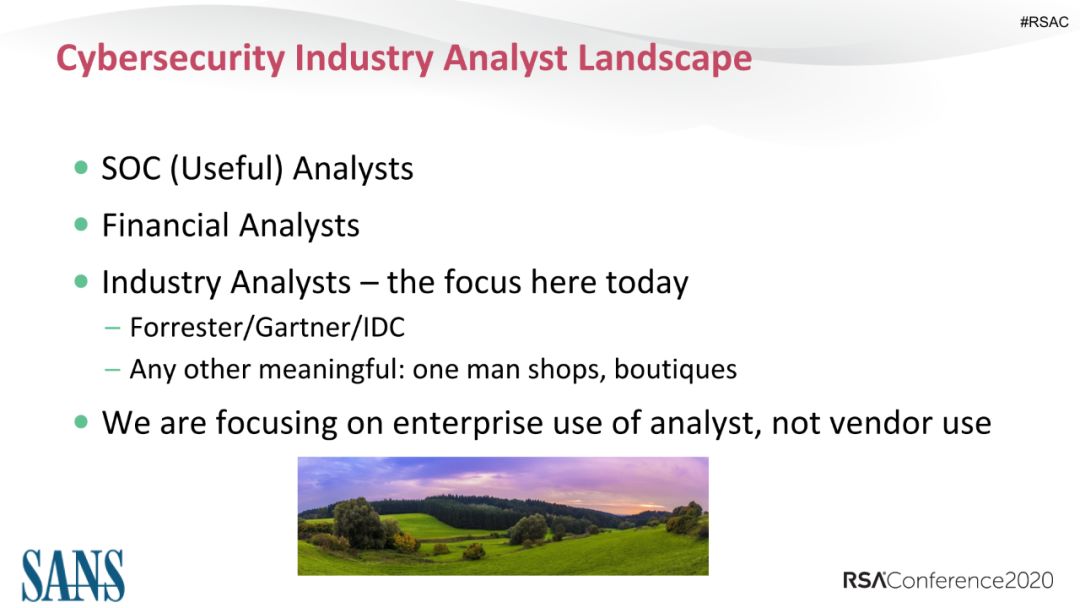 #RSAC
Cybersecurity Industry Analyst Landscape
• SOC (Useful) Analysts
• Financial Analysts
• Industry Analysts – the focus here today
– Forrester/Gartner/IDC
– Any other meaningful: one man shops, boutiques
• We are focusing on enterprise use of analyst, not vendor use
SANS
RSAConference2020